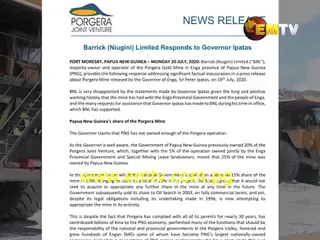 EMTV
PORGERA
JOINT VENTURE
NEWS RELEASE
Barrick (Niugini) Limited Responds to Governor Ipatas
PORT MORESBY, PAPUA NEW GUINEA – MONDAY 20 JULY, 2020: Barrick (Niugini) Limited ("BNL"),
majority owner and operator of the Porgera Gold Mine in Enga province of Papua New Guinea
(PNG), provides the following response addressing significant factual inaccuracies in a press release
about Porgera Mine made by the Governor of Enga, Sir Peter Ipatas, on 18th July, 2020.
BNL is very disappointed by the statements made by Governor Ipatas given the long and positive
working history that the mine has had with the Enga Provincial Government and the people of Enga,
and the many requests for assistance that Governor Ipatas has made to BNL during his time in office,
which BNL has supported.
Papua New Guinea's share of the Porgera Mine
The Governor claims that PNG has not owned enough of the Porgera operation.
As the Governor is well aware, the Government of Papua New Guinea previously owned 20% of the
Porgera Joint Venture, which, together with the 5% portion of the operation owned by the Enga
Provincial Government and Special Mining Lease landowners, meant that 25% of the mine was
owned by Papua New Guinea
seek to acquire or appropriate any further share in the mine at any future time. The
Government subsequently sold its share to Oil Search in 2003, on fully commercial terms, and yet,
despite its legal obligations including its undertaking made in 1996, is now attempting to
appropriate the mine in its entirety.
This is despite the fact that Porgera has complied with all of its permits for nearly 30 years, has
contributed billions of Kina to the PNG economy, performed many of the functions that should be
the responsibility of the national and provincial governments in the Porgera Valley, fostered and
grew hundreds of Engan SMEs some of which are PNG's largest nationally-owned